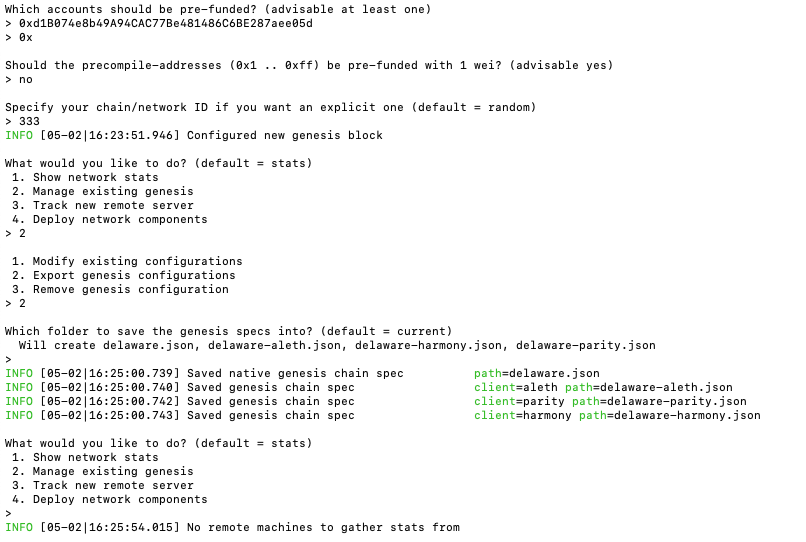 Which accounts should be pre-funded? (advisable at least one)
> 0xd1B074e8b49A94CAC77Be481486C6BE287aee05d
> 0x
Should the precompile-addresses (0x1 .. 0xff) be pre-funded with 1 wei? (advisable yes)
> no
Specify your chain/network ID if you want an explicit one (default = random)
> 333
INFO [05-02|16:23:51.946] Configured new genesis block
What would you like to do? (default = stats)
1. Show network stats
2. Manage existing genesis
3. Track new remote server
4. Deploy network components
> 2
1. Modify existing configurations
2. Export genesis configurations
3. Remove genesis configuration
> 2
Which folder to save the genesis specs into? (default = current)
Will create delaware.json, delaware-aleth.json, delaware-harmony.json, delaware-parity.json
>
INFO [05-02|16:25:00.739] Saved native genesis chain spec path=delaware.json
INFO [05-02|16:25:00.740] Saved genesis chain spec client=aleth path=delaware-aleth.json
INFO [05-02|16:25:00.742] Saved genesis chain spec client=parity path=delaware-parity.json
INFO [05-02|16:25:00.743] Saved genesis chain spec client=harmony path=delaware-harmony.json
What would you like to do? (default = stats)
1. Show network stats
2. Manage existing genesis
3. Track new remote server
4. Deploy network components
>
INFO [05-02|16:25:54.015] No remote machines to gather stats from